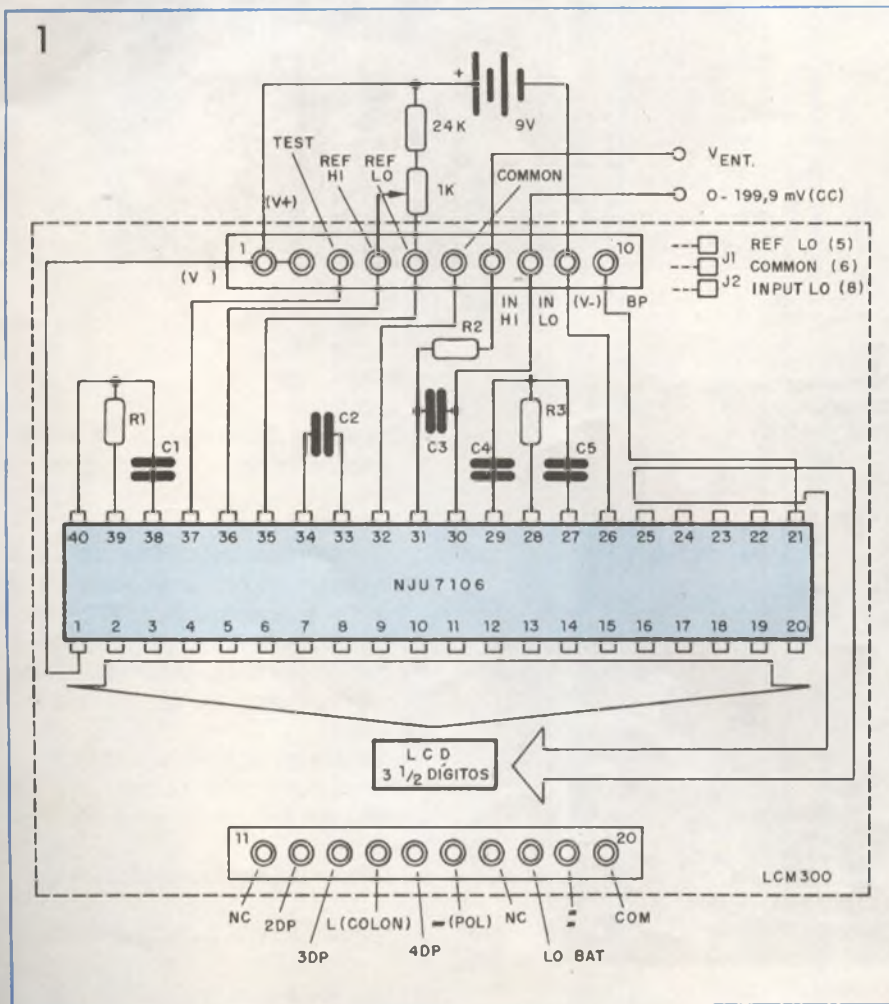 1
+
24K
9V
TEST
REF HI
REF LO
1K
COMMON
VENT.
0-199,9 mV(CC)
(V+)
1
10
(V )
IN HI
IN LO
(V-)
BP
REF LO (5)
J1 COMMON (6)
J2 INPUT LO (8)
R1
C1
C2
R2
C3
C4
R3
C5
40 39 38 37 36 35 34 33 32 31 30 29 28 27 26 25 24 23 22 21
NJU7106
1 2 3 4 5 6 7 8 9 10 11 12 13 14 15 16 17 18 19 20
LCD
3 1/2 DÍGITOS
11
20
LCM300
NC 2DP 3DP L(COLON) 4DP -(POL) NC LO BAT COM